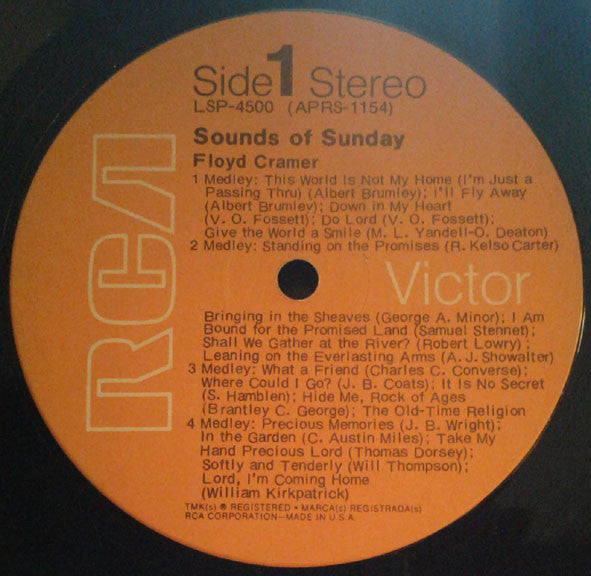 Side 1 Stereo
LSP-4500 (APRS-1154)
Sounds of Sunday
Floyd Cramer
1 Medley: This World Is Not My Home (I'm Just a
Passing Thru) (Albert Brumley); I'll Fly Away
(Albert Brumley); Down in My Heart
(V. O. Fossett); Do Lord (V. O. Fossett);
Give the World a Smile (M. L. Yandell-O. Deaton)
2 Medley: Standing on the Promises (R. Kelso Carter)
RCA Victor
Bringing in the Sheaves (George A. Minor); I Am
Bound for the Promised Land (Samuel Stennet);
Shall We Gather at the River? (Robert Lowry);
Leaning on the Everlasting Arms (A. J. Showalter)
3 Medley: What a Friend (Charles C. Converse);
Where Could I Go? (J. B. Coats); It Is No Secret
(S. Hamblen); Hide Me, Rock of Ages
(Brantley C. George); The Old-Time Religion
4 Medley: Precious Memories (J. B. Wright);
In the Garden (C. Austin Miles); Take My
Hand Precious Lord (Thomas Dorsey);
Softly and Tenderly (Will Thompson);
Lord, I'm Coming Home
(William Kirkpatrick)
TMK(s) ® REGISTERED • MARCA(s) REGISTRADA(s)
RCA CORPORATION—MADE IN U.S.A.